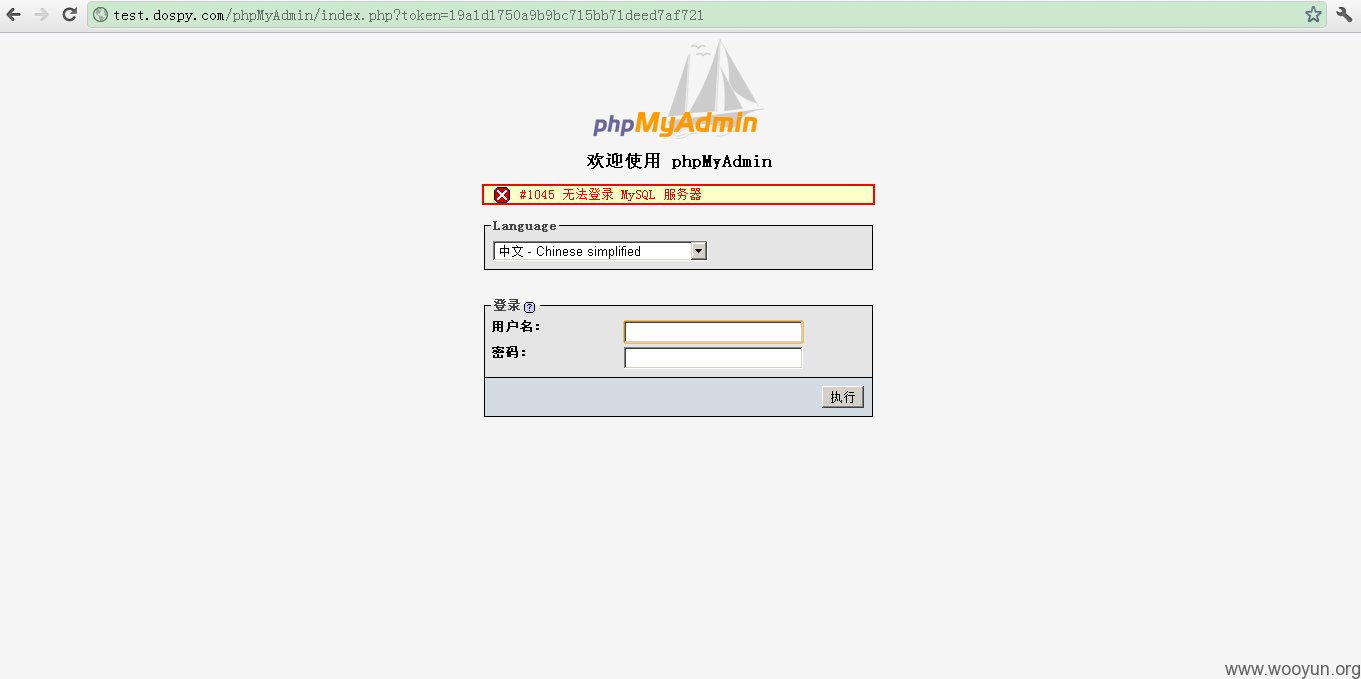 test.dospy.com/phpMyAdmin/index.php?token=19a1d1750a9b9bc715bb71deed7af721
phpMyAdmin
欢迎使用 phpMyAdmin
#1045 无法登录 MySQL 服务器
Language
中文 - Chinese simplified
登录
用户名：
密码：
执行
www.wooyun.org